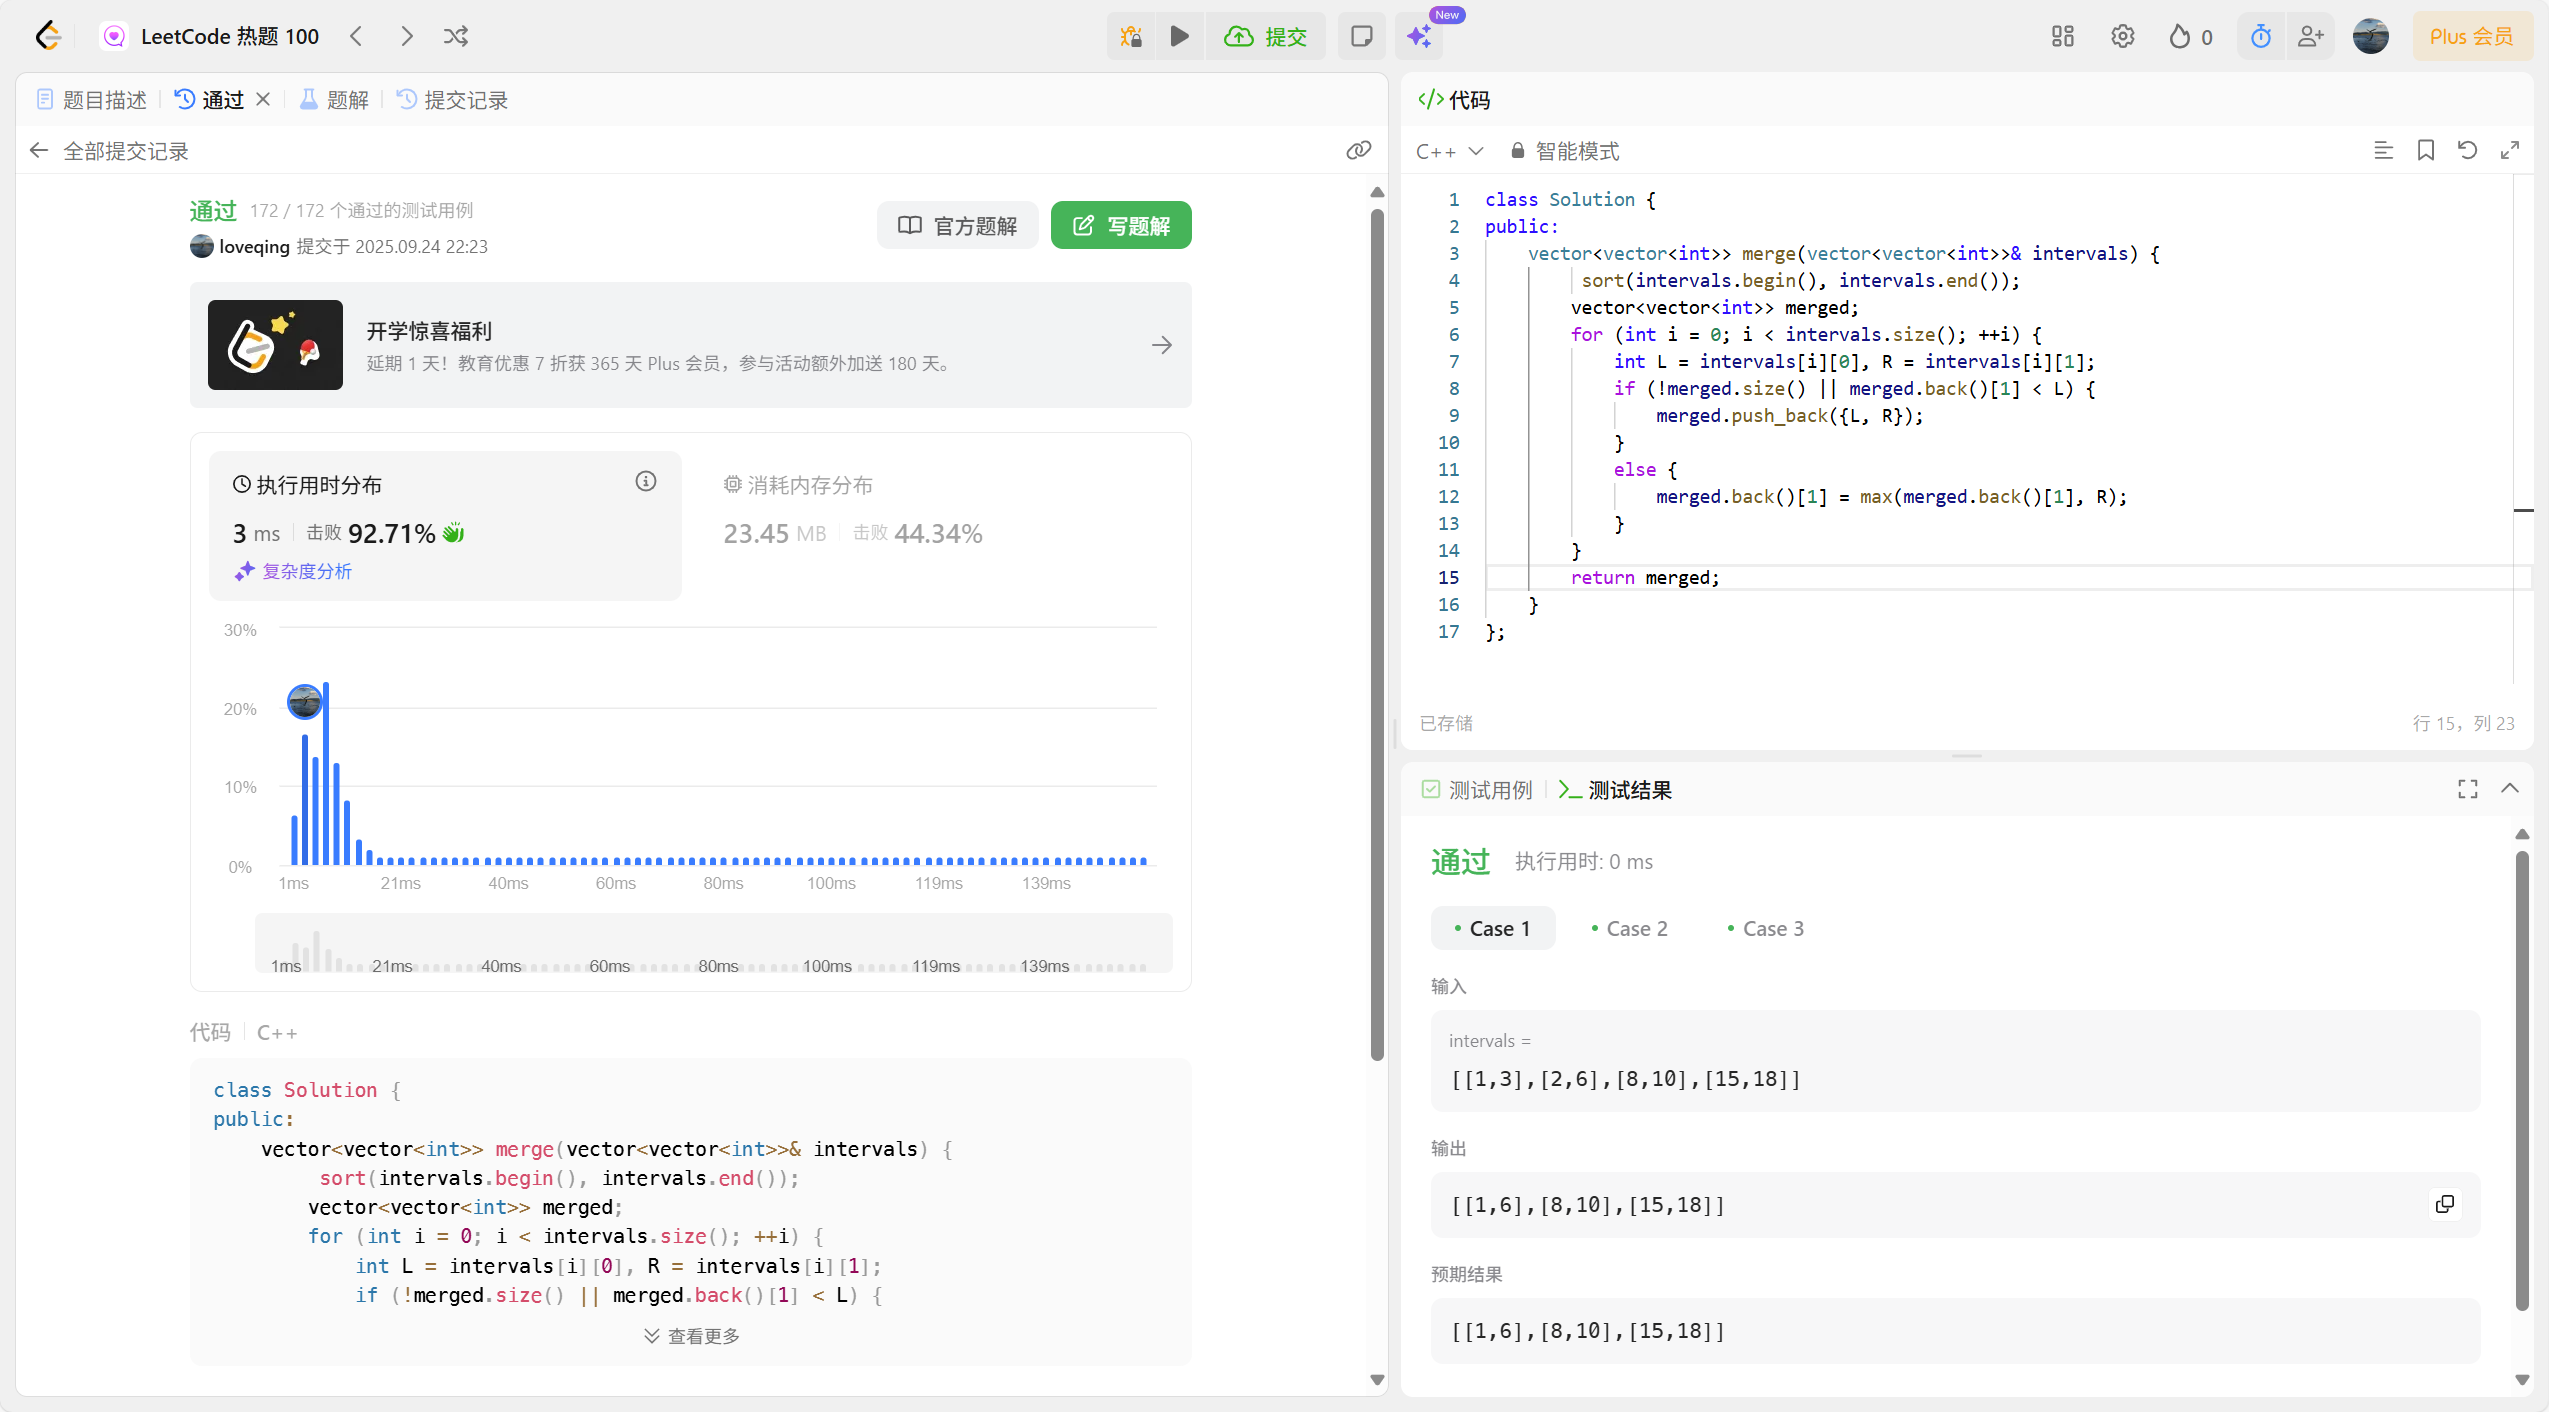 LeetCode 热题 100
提交
New
0
Plus 会员
题目描述
通过
题解
提交记录
全部提交记录
通过 172 / 172 个通过的测试用例
loveqing 提交于 2025.09.24 22:23
官方题解
写题解
开学惊喜福利
延期 1 天！教育优惠 7 折获 365 天 Plus 会员，参与活动额外加送 180 天。
执行用时分布
3 ms 击败 92.71%
复杂度分析
消耗内存分布
23.45 MB 击败 44.34%
30%
20%
10%
0%
1ms 21ms 40ms 60ms 80ms 100ms 119ms 139ms
1ms 21ms 40ms 60ms 80ms 100ms 119ms 139ms
代码 C++
class Solution {
public:
    vector<vector<int>> merge(vector<vector<int>>& intervals) {
         sort(intervals.begin(), intervals.end());
        vector<vector<int>> merged;
        for (int i = 0; i < intervals.size(); ++i) {
            int L = intervals[i][0], R = intervals[i][1];
            if (!merged.size() || merged.back()[1] < L) {
查看更多
代码
C++ 智能模式
1 class Solution {
2 public:
3     vector<vector<int>> merge(vector<vector<int>>& intervals) {
4          sort(intervals.begin(), intervals.end());
5         vector<vector<int>> merged;
6         for (int i = 0; i < intervals.size(); ++i) {
7             int L = intervals[i][0], R = intervals[i][1];
8             if (!merged.size() || merged.back()[1] < L) {
9                 merged.push_back({L, R});
10             }
11             else {
12                 merged.back()[1] = max(merged.back()[1], R);
13             }
14         }
15         return merged;
16     }
17 };
已存储
行 15，列 23
测试用例
测试结果
通过 执行用时: 0 ms
Case 1
Case 2
Case 3
输入
intervals =
[[1,3],[2,6],[8,10],[15,18]]
输出
[[1,6],[8,10],[15,18]]
预期结果
[[1,6],[8,10],[15,18]]